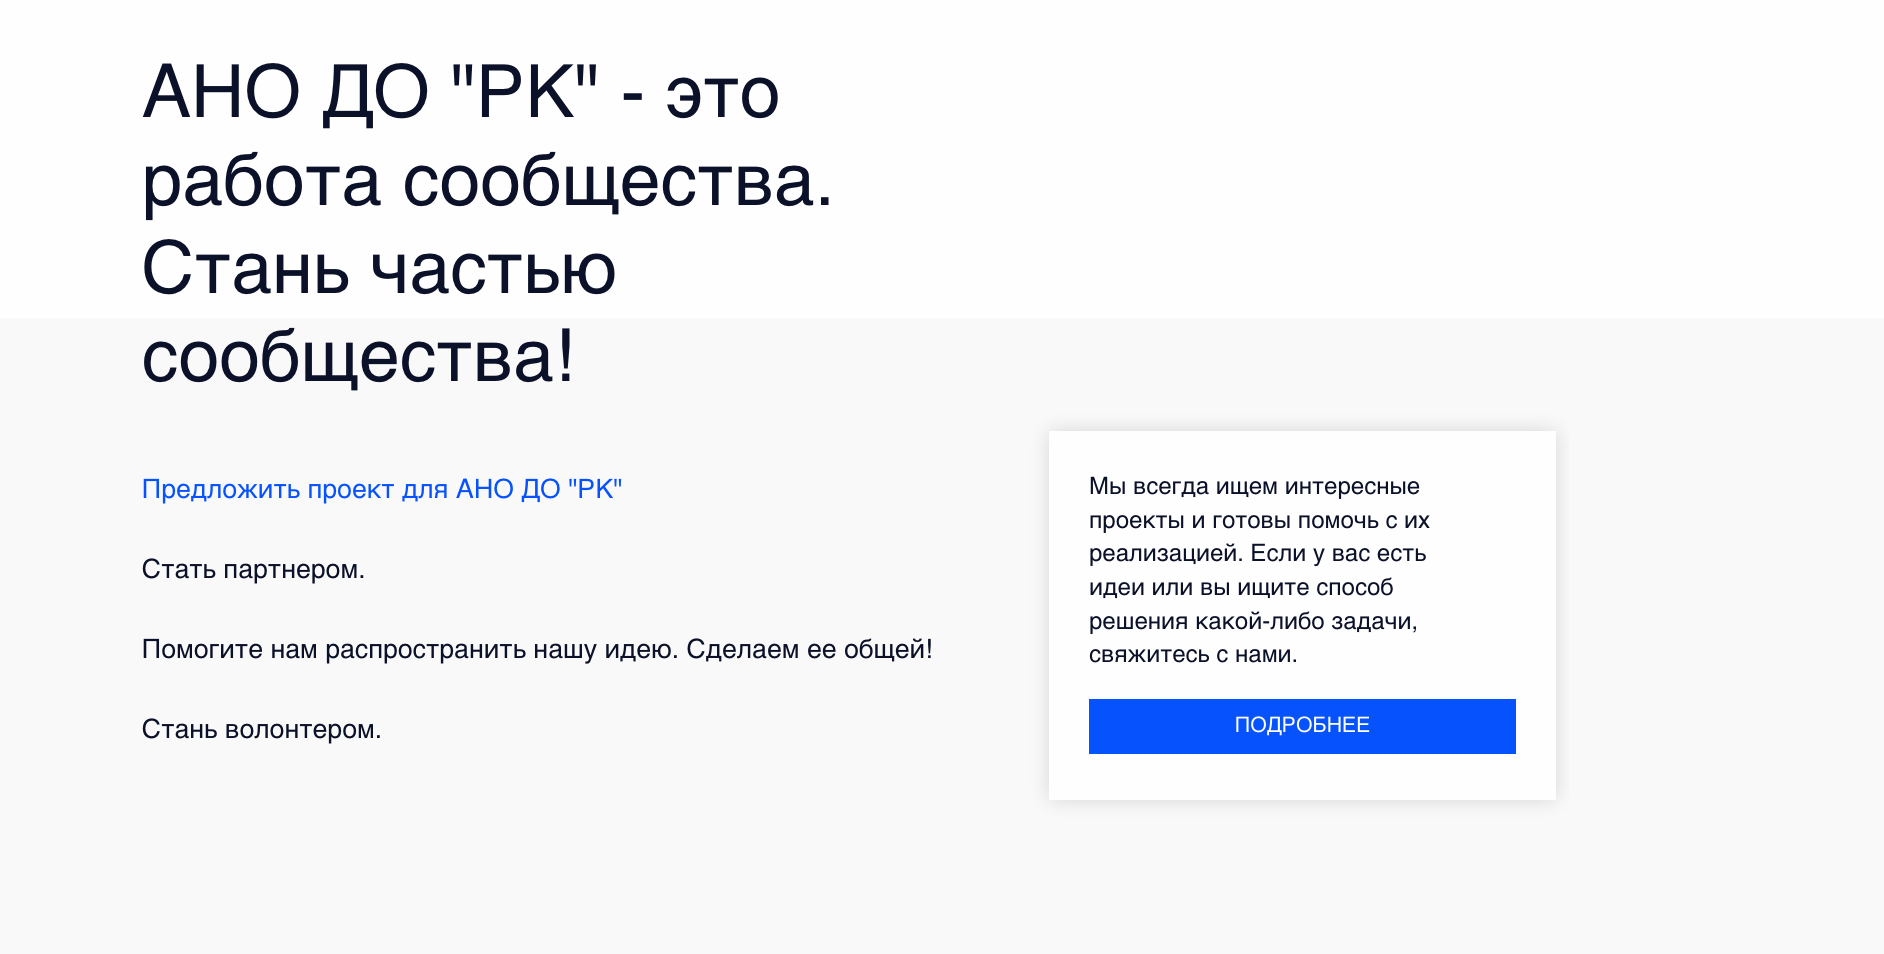 АНО ДО "РК" - это
работа сообщества.
Стань частью
сообщества!
Предложить проект для АНО ДО "РК"
Стать партнером.
Помогите нам распространить нашу идею. Сделаем ее общей!
Стань волонтером.
Мы всегда ищем интересные
проекты и готовы помочь с их
реализацией. Если у вас есть
идеи или вы ищите способ
решения какой-либо задачи,
свяжитесь с нами.
ПОДРОБНЕЕ